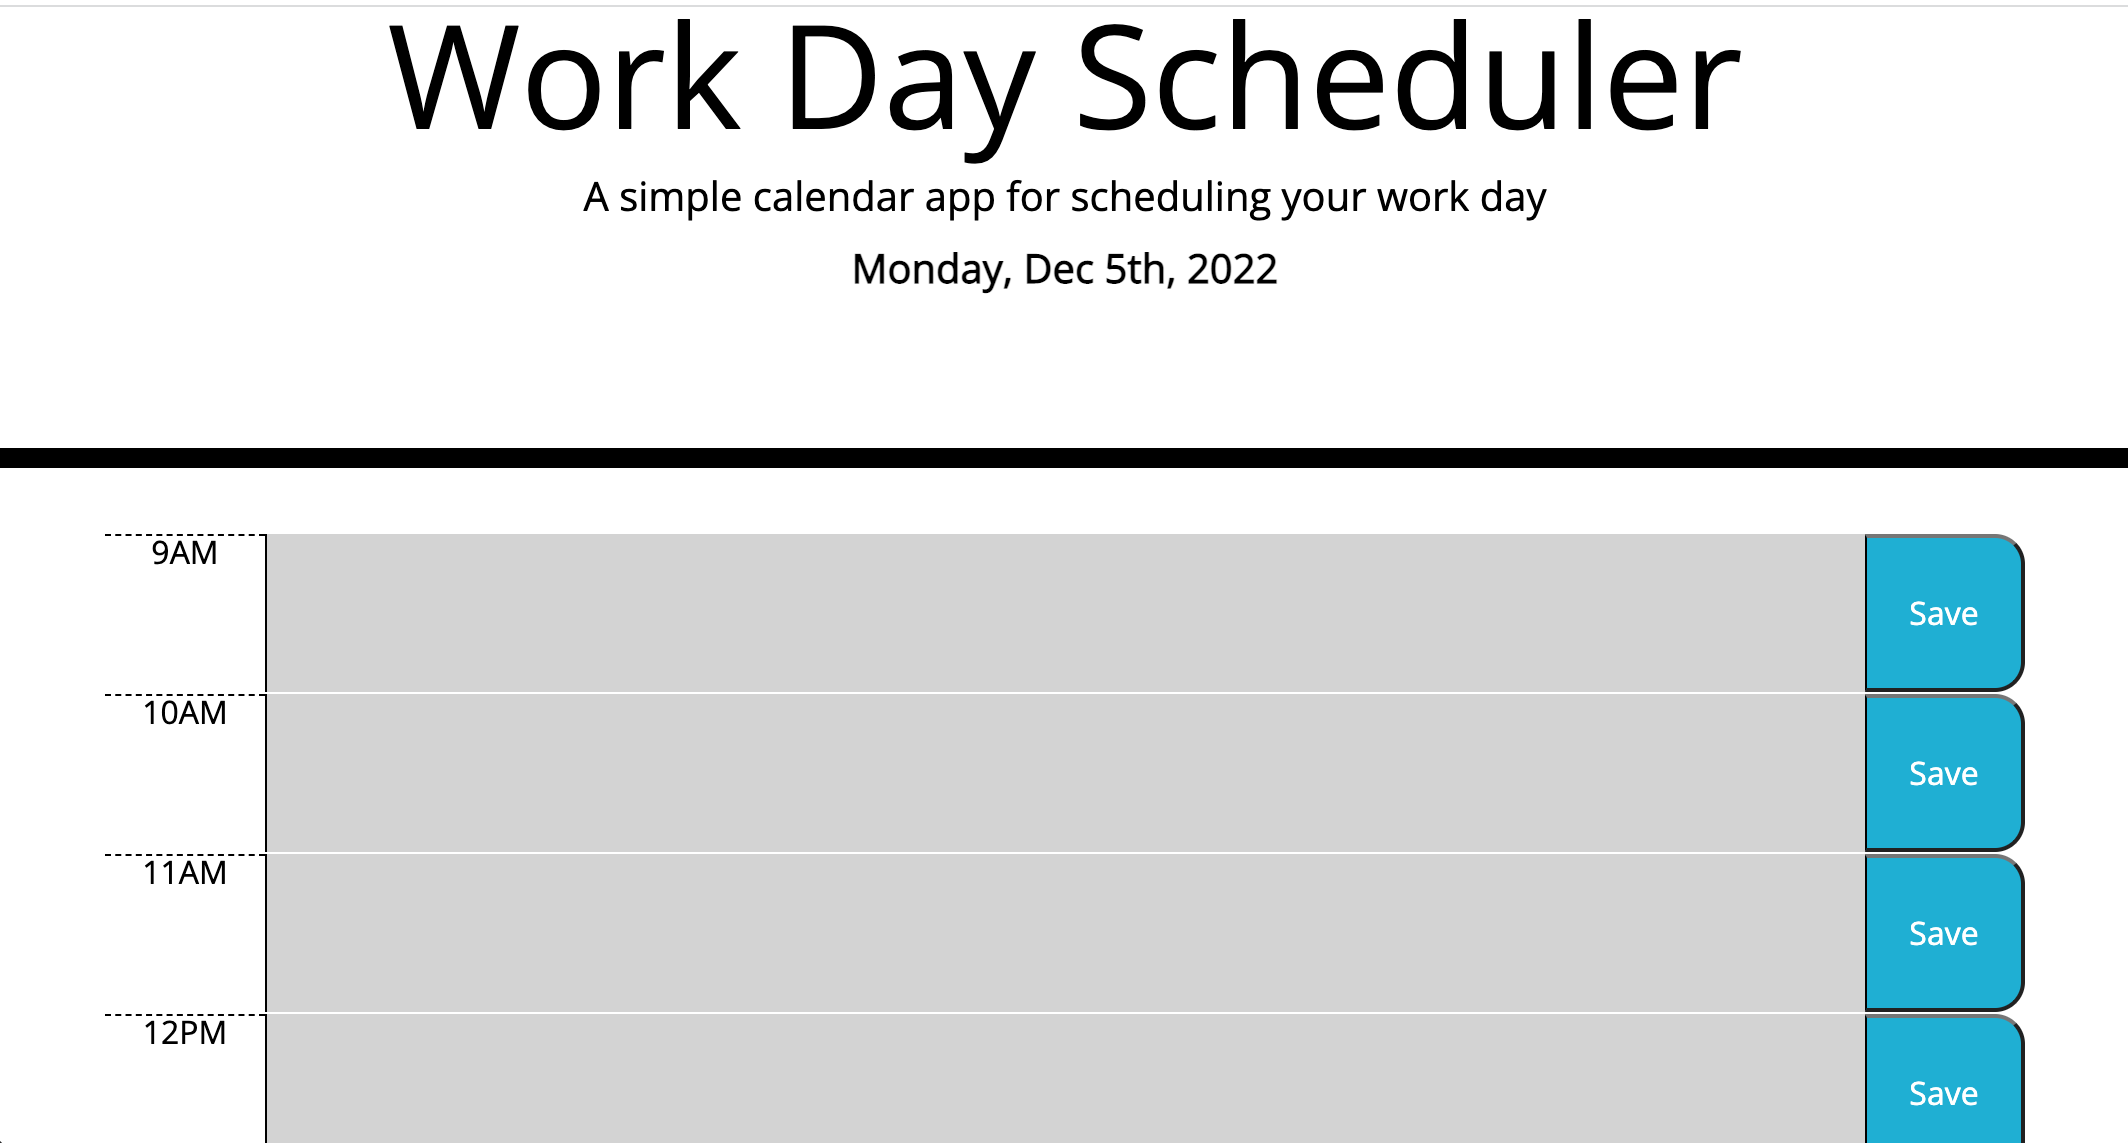 Work Day Scheduler
A simple calendar app for scheduling your work day
Monday, Dec 5th, 2022
9AM
Save
10AM
Save
11AM
Save
12PM
Save